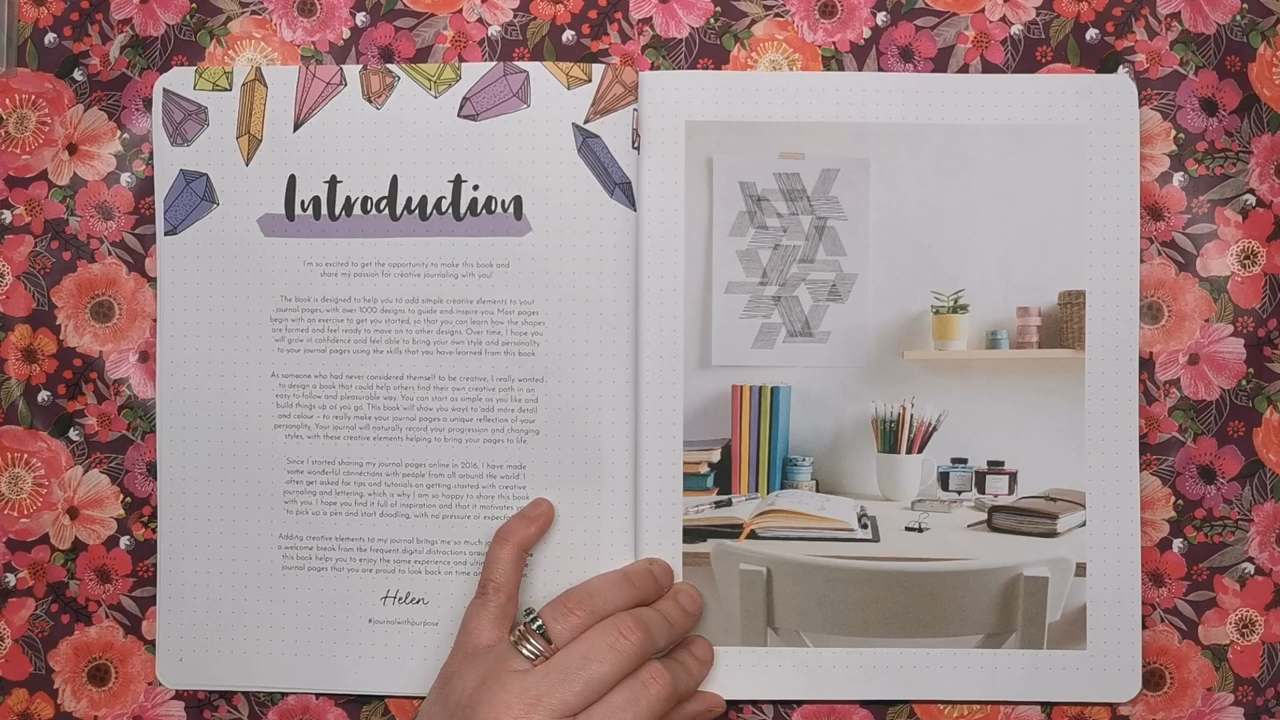 Introduction
I'm so excited to get the opportunity to make this book and
share my passion for creative journaling with you!
The book is designed to help you to add simple creative elements to your
journal pages, with over 1000 designs to guide and inspire you. Most pages
begin with an exercise to get you started, so that you can learn how the shapes
are formed and feel ready to move on to other designs. Over time, I hope you
will grow in confidence and feel able to bring your own style and personality
to your journal pages using the skills that you have learned from this book.
As someone who had never considered themself to be creative, I really wanted
to design a book that could help others find their own creative path in an
easy-to-follow and pleasurable way. You can start as simple as you like and
build things up as you go. This book will show you ways to add more detail
and colour – to really make your journal pages a unique reflection of your
personality. Your journal will naturally record your progression and changing
styles, with these creative elements helping to bring your pages to life.
Since I started sharing my journal pages online in 2016, I have made
some wonderful connections with people from all around the world. I
often get asked for tips and tutorials on getting started with creative
journaling and lettering, which is why I am so happy to share this book
with you. I hope you find it full of inspiration and that it motivates
to pick up a pen and start doodling, with no pressure or
Adding creative elements to my journal brings me so much
a welcome break from the frequent digital distractions
this book helps you to enjoy the same experience and
journal pages that you are proud to look back on time
Helen
#journalwithpurpose
4